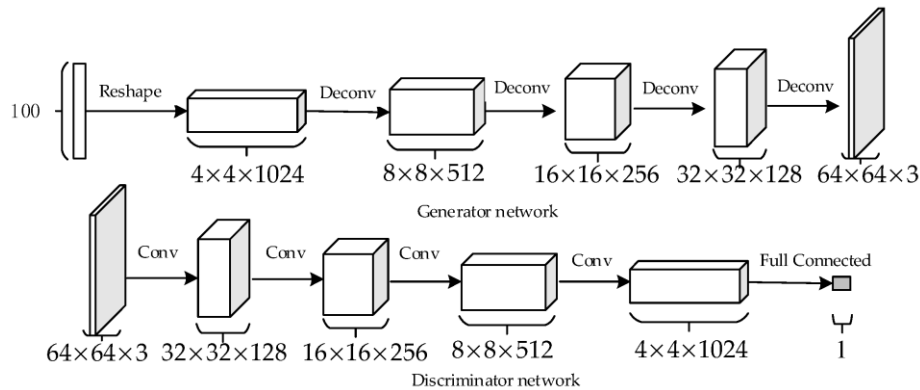 100 Reshape Deconv Deconv Deconv Deconv
4×4×1024 8×8×512 16×16×256 32×32×128 64×64×3
Generator network
Conv Conv Conv Conv Full Connected
64×64×3 32×32×128 16×16×256 8×8×512 4×4×1024 1
Discriminator network